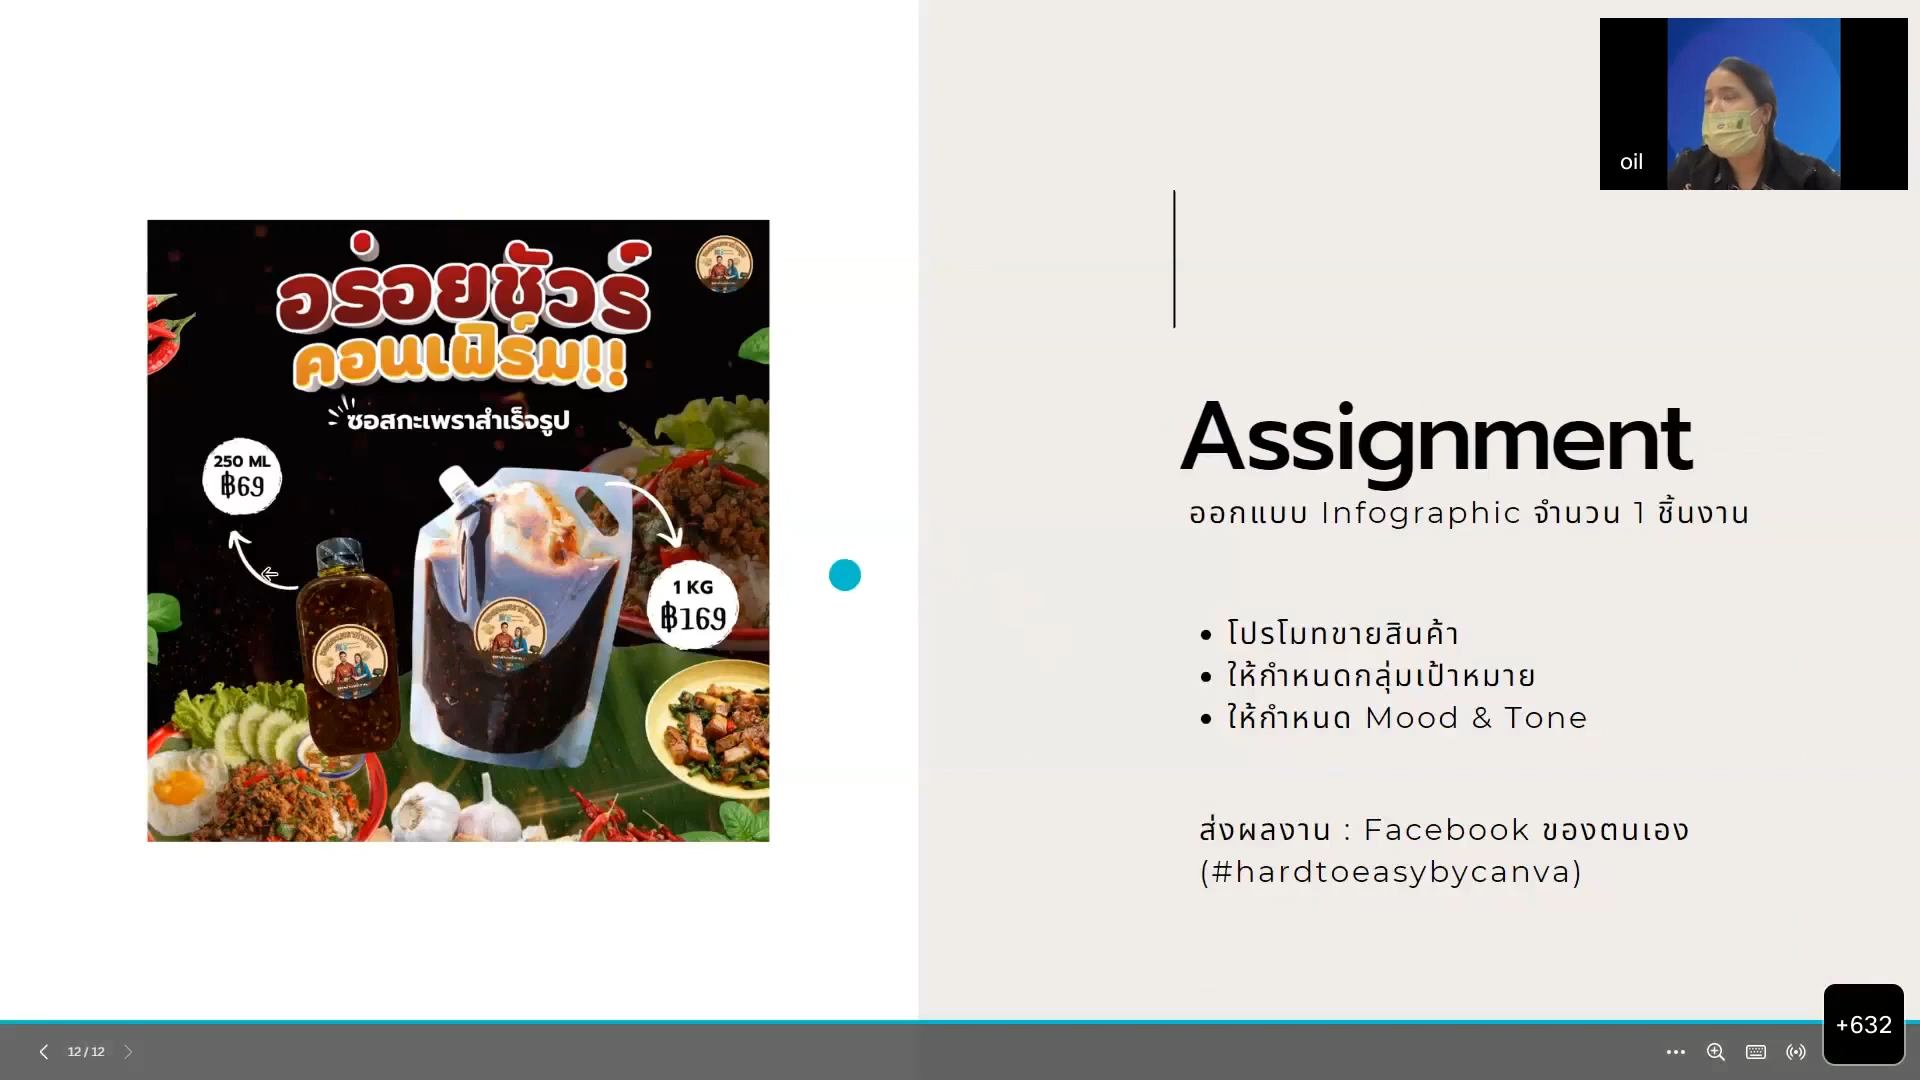 oil
อร่อยชัวร์
คอนเฟิร์ม!!
ซอสกะเพราสำเร็จรูป
250 ML
฿69
1 KG
฿169
Assignment
ออกแบบ Infographic จำนวน 1 ชิ้นงาน
• โปรโมทขายสินค้า
• ให้กำหนดกลุ่มเป้าหมาย
• ให้กำหนด Mood & Tone
ส่งผลงาน : Facebook ของตนเอง
(#hardtoeasybycanva)
12 / 12
+632